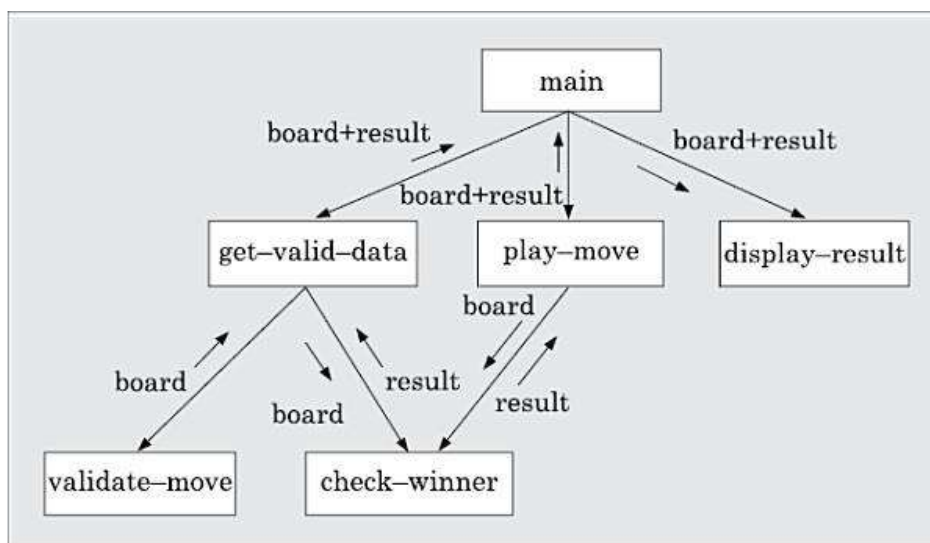 main
board+result
board+result
board+result
get–valid–data
play–move
display–result
board
board
result
board
result
validate–move
check–winner